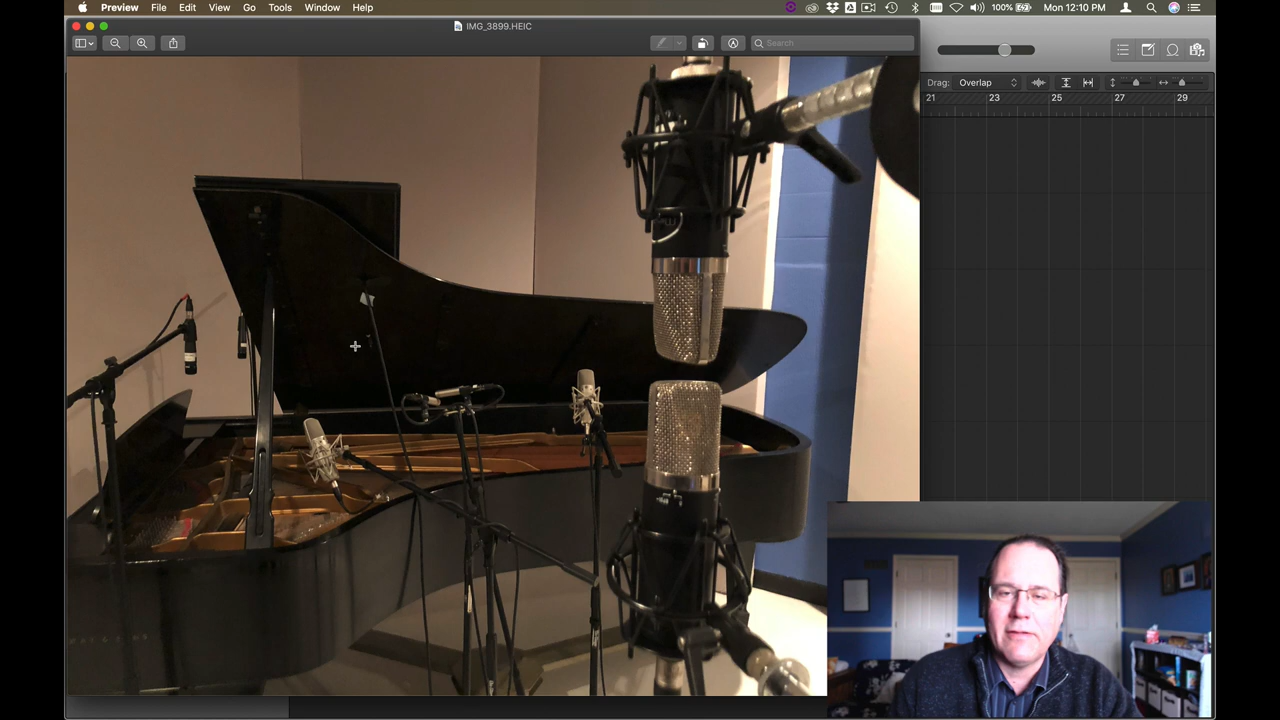 Preview File Edit View Go Tools Window Help 100% Mon 12:10 PM
IMG_3899.HEIC
Search
Drag: Overlap
21 23 25 27 29